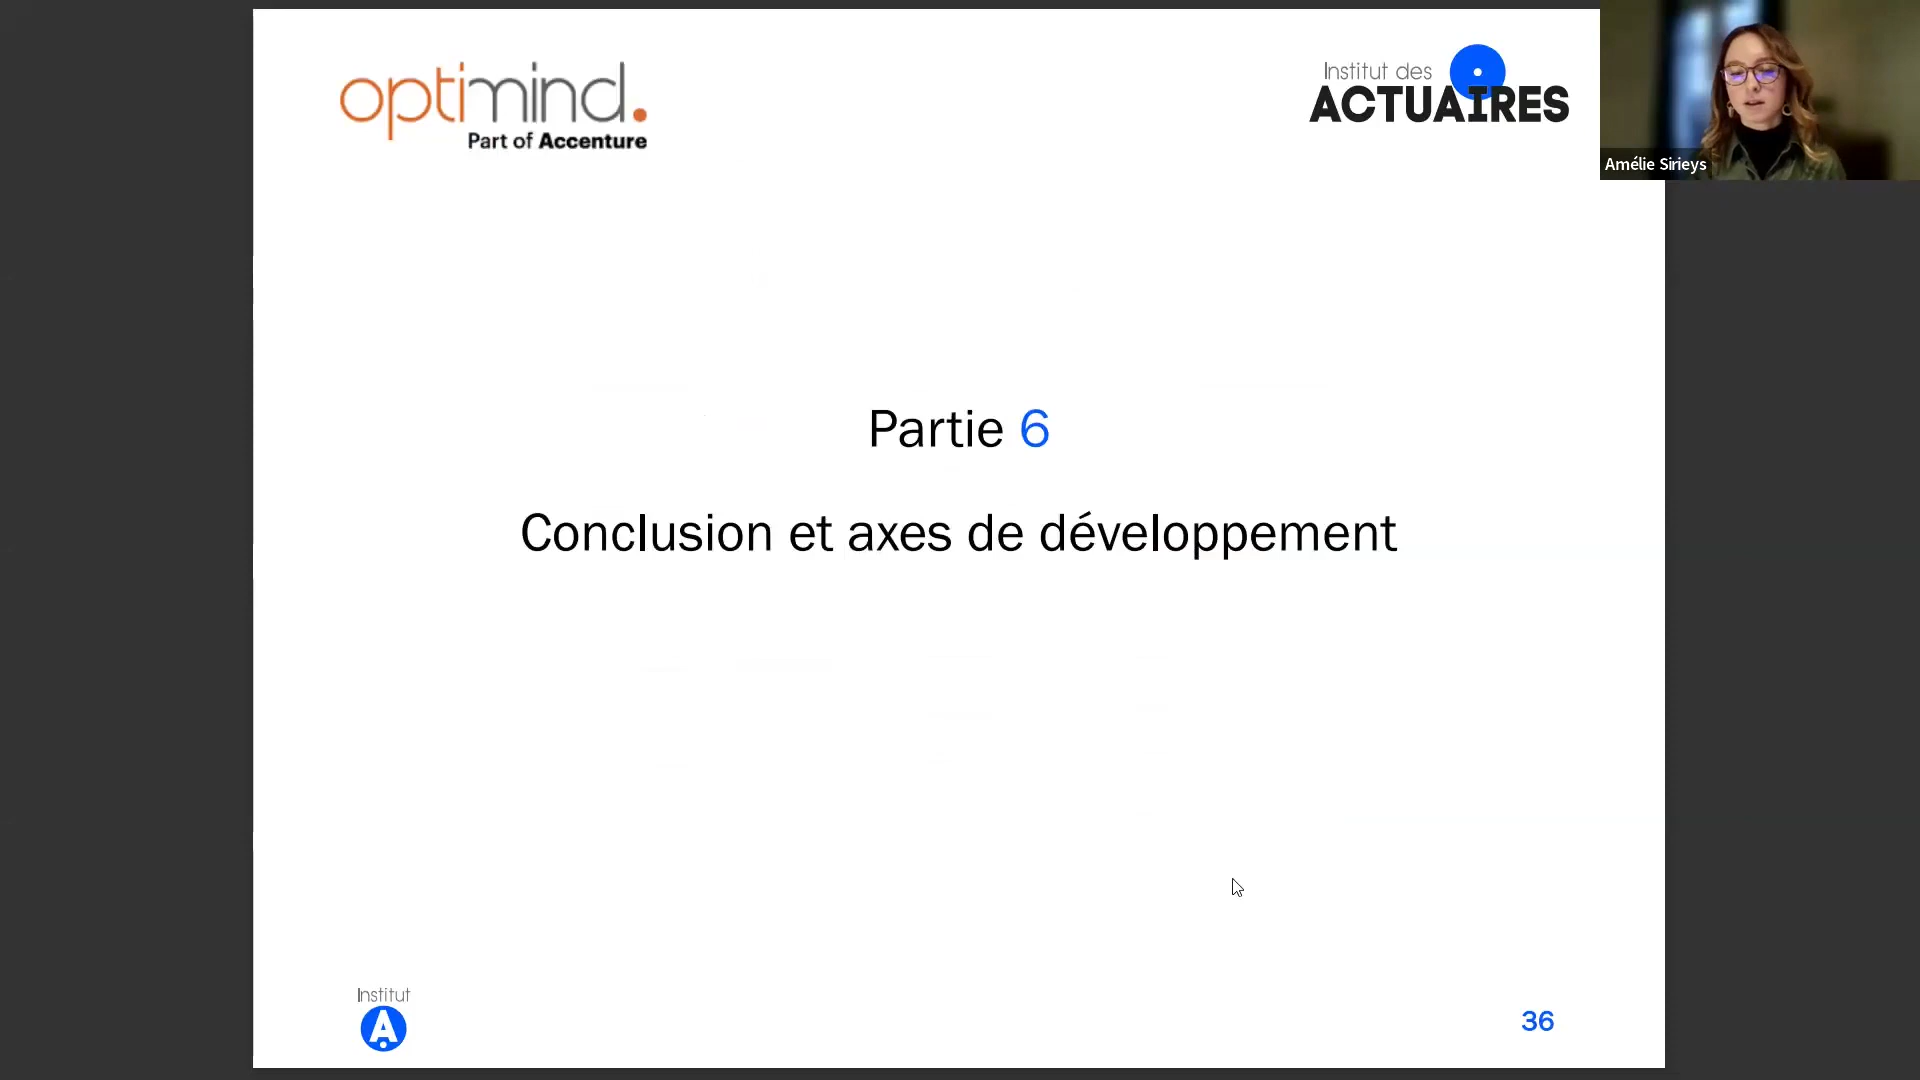 optimind.
Part of Accenture
Institut des
ACTUAIRES
Amélie Sirieys
Partie 6
Conclusion et axes de développement
Institut
A
36